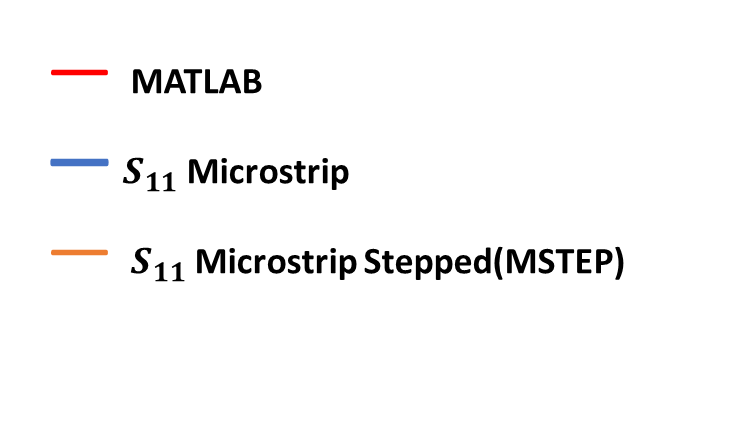 MATLAB
S₁₁ Microstrip
S₁₁ Microstrip Stepped(MSTEP)